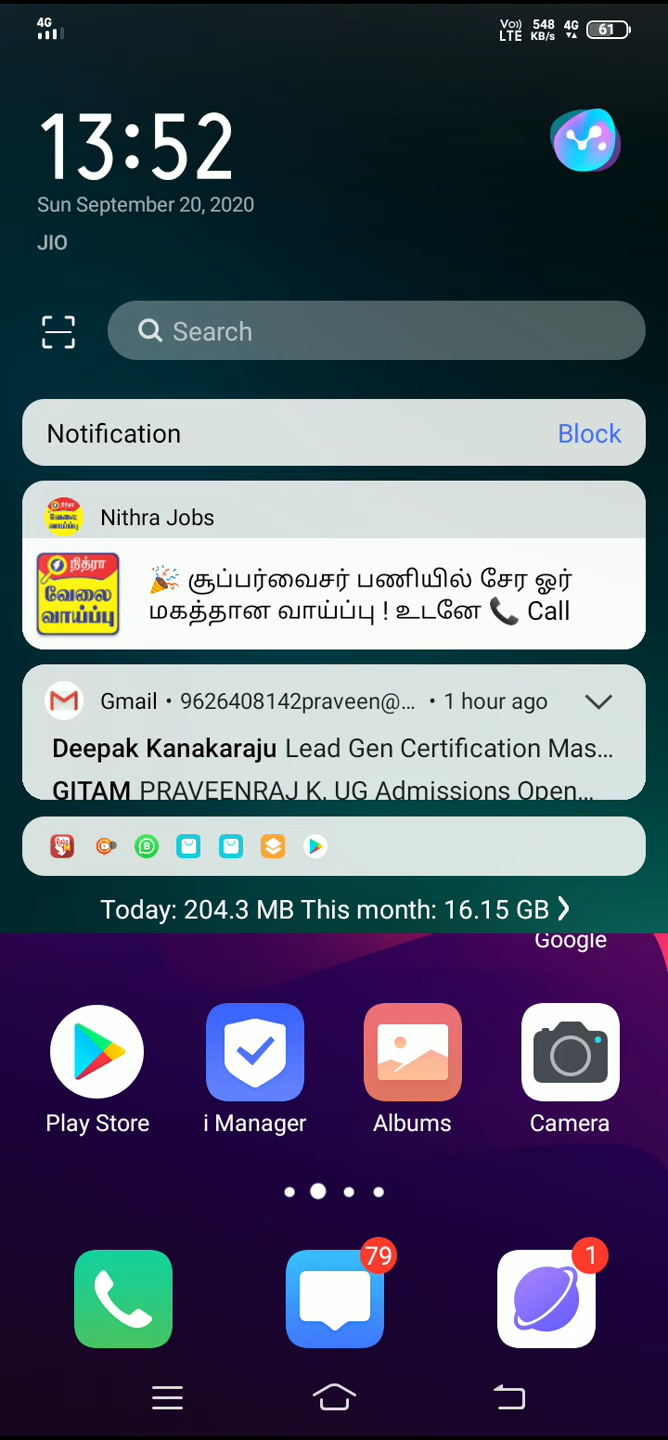 4G
Vo)) LTE 548 KB/s 4G 61
13:52
Sun September 20, 2020
JIO
Search
Notification Block
Nithra Jobs
நித்ரா
வேலை
வாய்ப்பு
🎉 சூப்பர்வைசர் பணியில் சேர ஓர்
மகத்தான வாய்ப்பு ! உடனே 📞 Call
Gmail • 9626408142praveen@... • 1 hour ago
Deepak Kanakaraju Lead Gen Certification Mas...
GITAM PRAVEENRAJ K, UG Admissions Open...
Today: 204.3 MB This month: 16.15 GB ❯
Google
Play Store i Manager Albums Camera
79 1